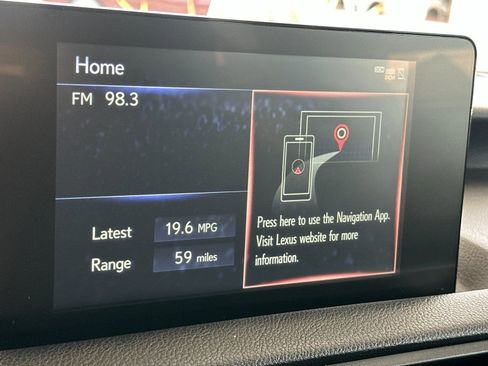 Home
FM 98.3
Press here to use the Navigation App.
Visit Lexus website for more
information.
Latest 19.6 MPG
Range 59 miles